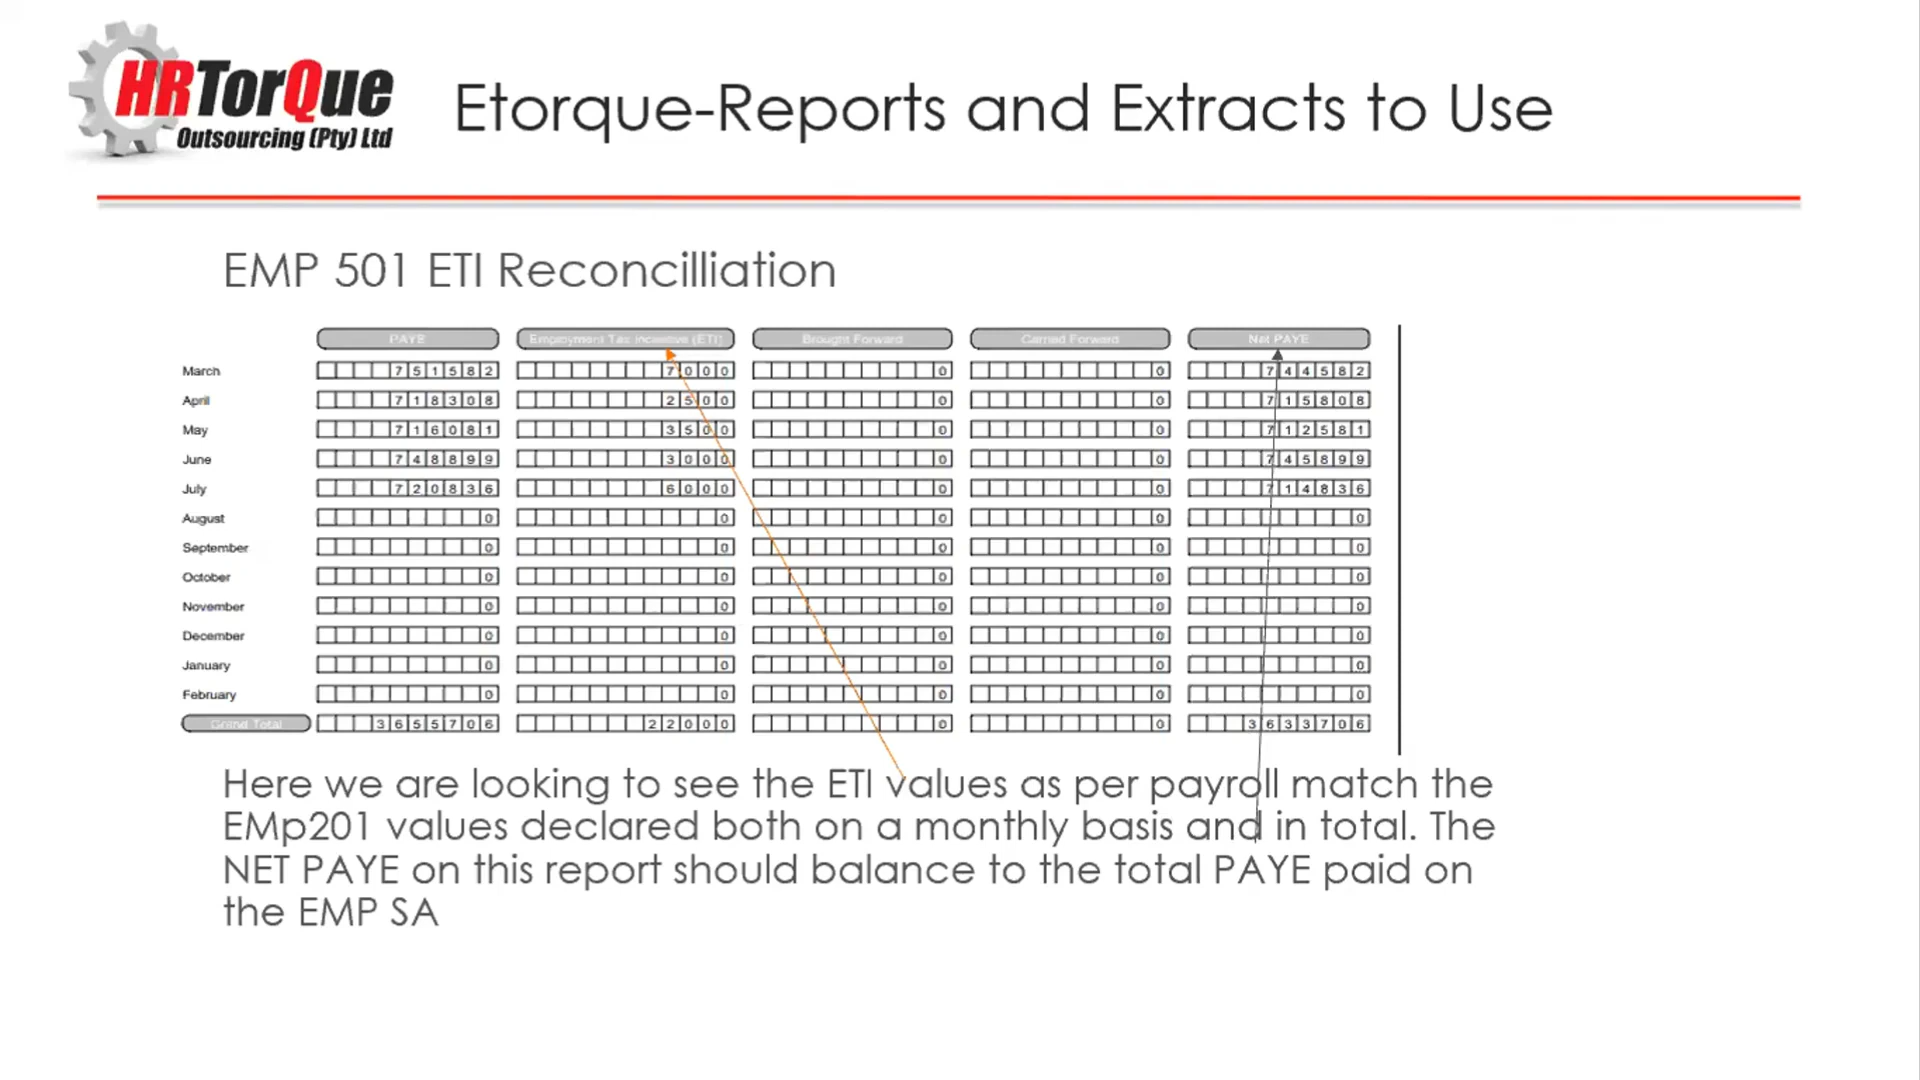 HRTorQue
Outsourcing (Pty) Ltd
Etorque-Reports and Extracts to Use
EMP 501 ETI Reconcilliation
PAYE Employment Tax Incentive (ETI) Brought Forward Carried Forward Net PAYE
March 751582 7000 0 0 744582
April 718308 2500 0 0 715808
May 716081 3500 0 0 712581
June 748899 3000 0 0 745899
July 720836 6000 0 0 714836
August 0 0 0 0 0
September 0 0 0 0 0
October 0 0 0 0 0
November 0 0 0 0 0
December 0 0 0 0 0
January 0 0 0 0 0
February 0 0 0 0 0
Grand Total 3655706 22000 0 0 3633706
Here we are looking to see the ETI values as per payroll match the
EMp201 values declared both on a monthly basis and in total. The
NET PAYE on this report should balance to the total PAYE paid on
the EMP SA